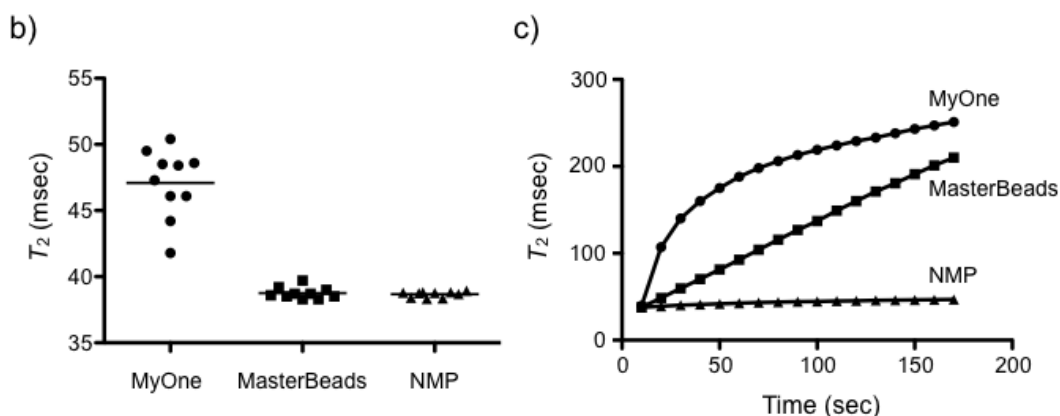 b)
55
50
45
40
35
T2 (msec)
MyOne MasterBeads NMP
c)
300
200
100
0
T2 (msec)
MyOne
MasterBeads
NMP
0 50 100 150 200
Time (sec)